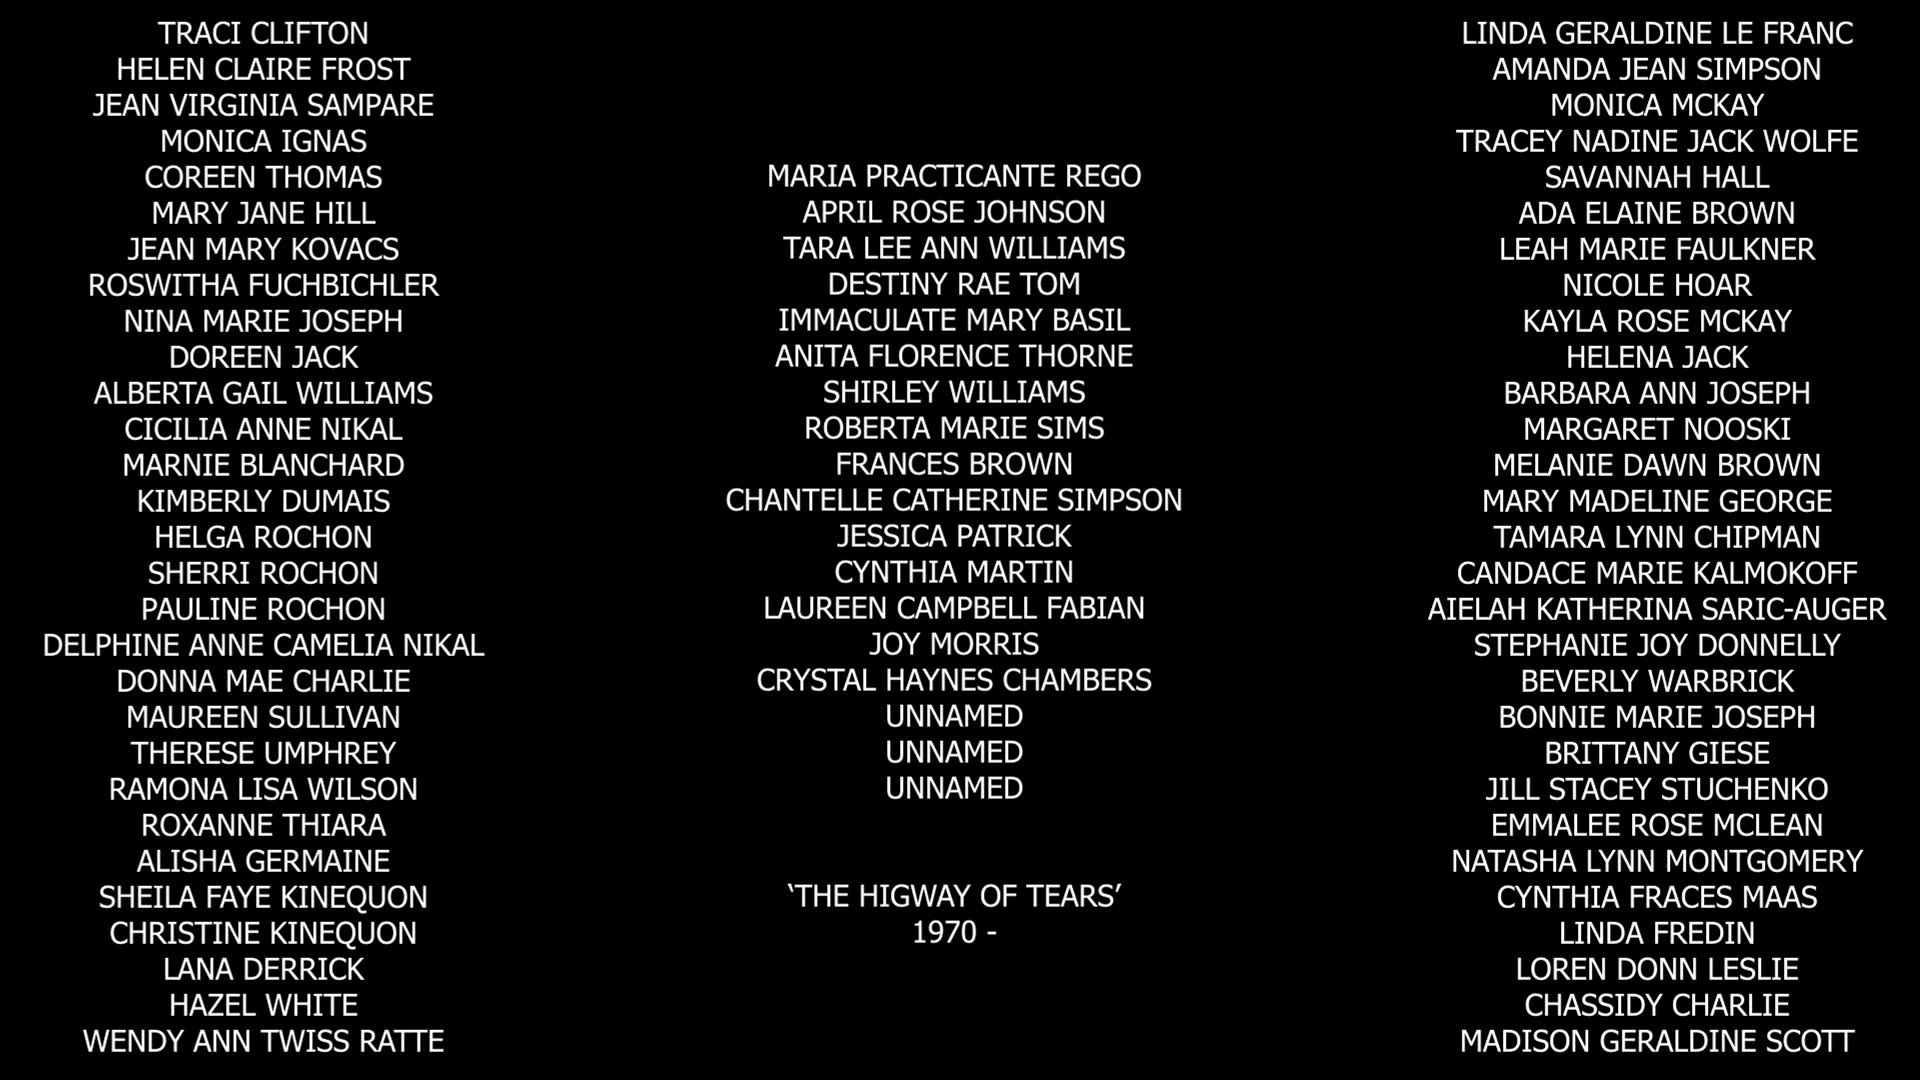 TRACI CLIFTON
HELEN CLAIRE FROST
JEAN VIRGINIA SAMPARE
MONICA IGNAS
COREEN THOMAS
MARY JANE HILL
JEAN MARY KOVACS
ROSWITHA FUCHBICHLER
NINA MARIE JOSEPH
DOREEN JACK
ALBERTA GAIL WILLIAMS
CICILIA ANNE NIKAL
MARNIE BLANCHARD
KIMBERLY DUMAIS
HELGA ROCHON
SHERRI ROCHON
PAULINE ROCHON
DELPHINE ANNE CAMELIA NIKAL
DONNA MAE CHARLIE
MAUREEN SULLIVAN
THERESE UMPHREY
RAMONA LISA WILSON
ROXANNE THIARA
ALISHA GERMAINE
SHEILA FAYE KINEQUON
CHRISTINE KINEQUON
LANA DERRICK
HAZEL WHITE
WENDY ANN TWISS RATTE
MARIA PRACTICANTE REGO
APRIL ROSE JOHNSON
TARA LEE ANN WILLIAMS
DESTINY RAE TOM
IMMACULATE MARY BASIL
ANITA FLORENCE THORNE
SHIRLEY WILLIAMS
ROBERTA MARIE SIMS
FRANCES BROWN
CHANTELLE CATHERINE SIMPSON
JESSICA PATRICK
CYNTHIA MARTIN
LAUREEN CAMPBELL FABIAN
JOY MORRIS
CRYSTAL HAYNES CHAMBERS
UNNAMED
UNNAMED
UNNAMED
‘THE HIGWAY OF TEARS’
1970 -
LINDA GERALDINE LE FRANC
AMANDA JEAN SIMPSON
MONICA MCKAY
TRACEY NADINE JACK WOLFE
SAVANNAH HALL
ADA ELAINE BROWN
LEAH MARIE FAULKNER
NICOLE HOAR
KAYLA ROSE MCKAY
HELENA JACK
BARBARA ANN JOSEPH
MARGARET NOOSKI
MELANIE DAWN BROWN
MARY MADELINE GEORGE
TAMARA LYNN CHIPMAN
CANDACE MARIE KALMOKOFF
AIELAH KATHERINA SARIC-AUGER
STEPHANIE JOY DONNELLY
BEVERLY WARBRICK
BONNIE MARIE JOSEPH
BRITTANY GIESE
JILL STACEY STUCHENKO
EMMALEE ROSE MCLEAN
NATASHA LYNN MONTGOMERY
CYNTHIA FRACES MAAS
LINDA FREDIN
LOREN DONN LESLIE
CHASSIDY CHARLIE
MADISON GERALDINE SCOTT